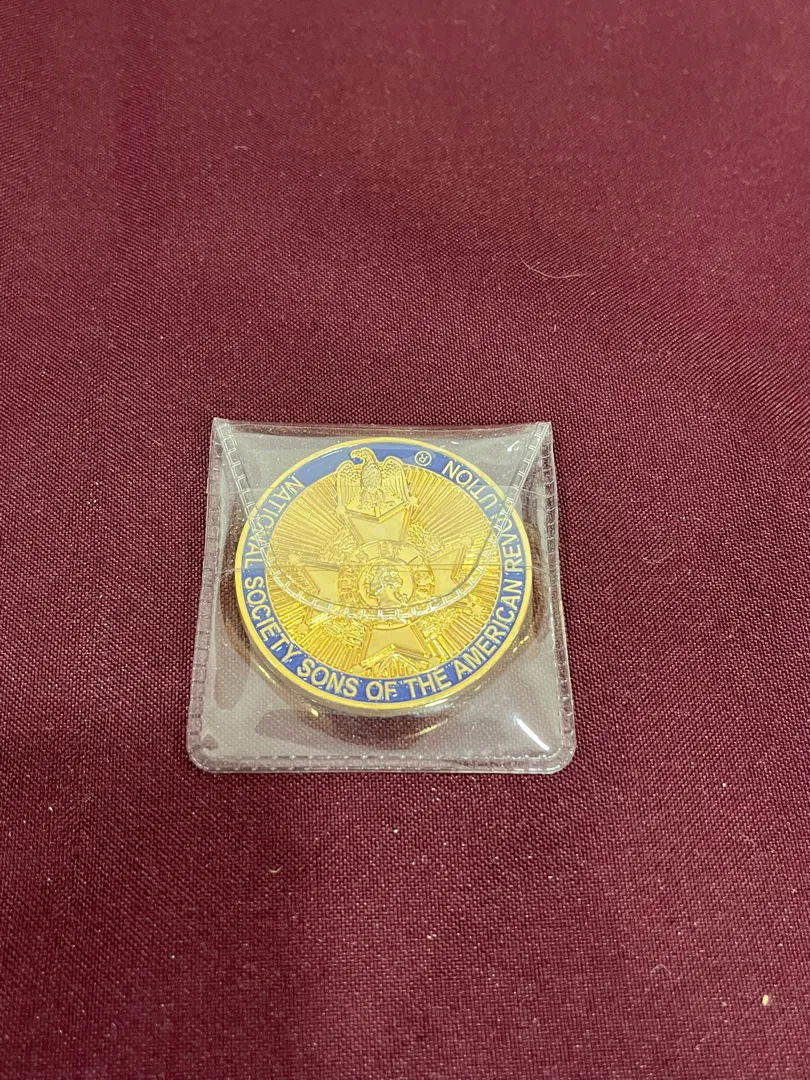 NATIONAL SOCIETY SONS OF THE AMERICAN REVOLUTION ®